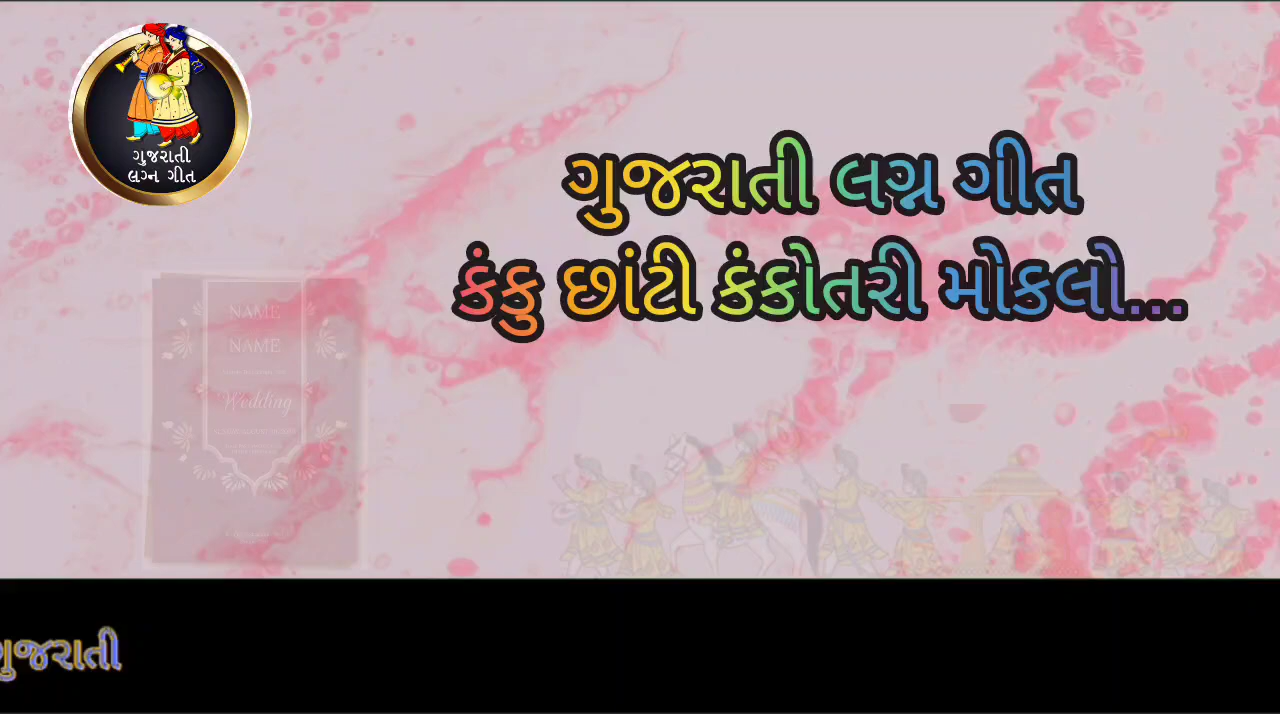 ગુજરાતી
લગ્ન ગીત
ગુજરાતી લગ્ન ગીત
કંકુ છાંટી કંકોતરી મોકલો...
NAME
NAME
Wedding
ગુજરાતી